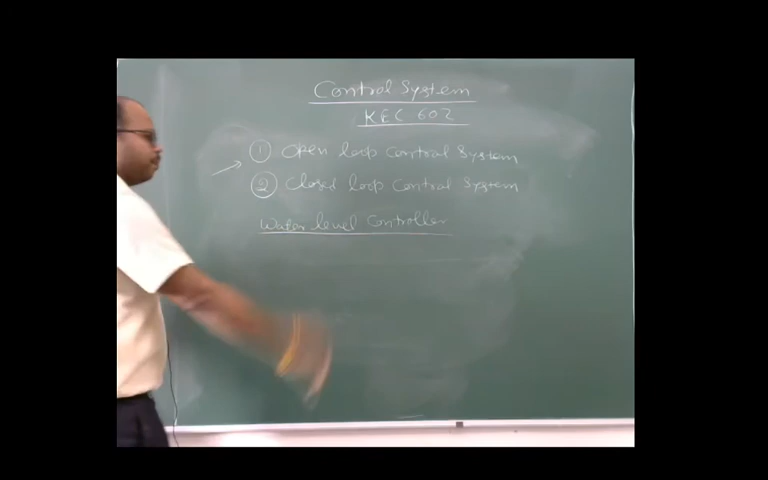 Control System
KEC 602
① Open loop Control System
② Closed loop Control System
Water level Controller